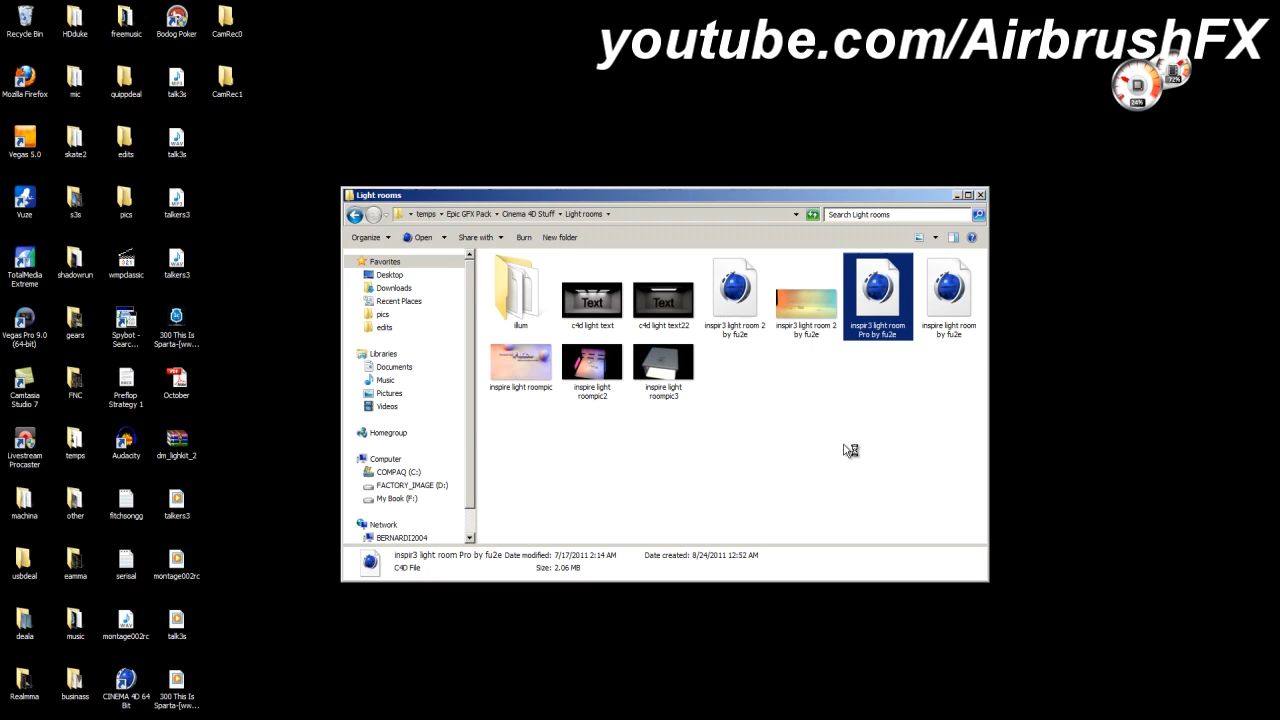 youtube.com/AirbrushFX
72%
24%
Recycle Bin
HDduke
freemusic
Bodog Poker
CamRec0
Mozilla Firefox
mic
quippdeal
talk3s
CamRec1
Vegas 5.0
skate2
edits
talk3s
Vuze
s3s
pics
talkers3
TotalMedia
Extreme
shadowrun
wmpclassic
talkers3
Vegas Pro 9.0
(64-bit)
gears
Spybot -
Searc...
300 This Is
Sparta-[ww...
Camtasia
Studio 7
FNC
Preflop
Strategy 1
October
Livestream
Procaster
temps
Audacity
dm_lighkit_2
machina
other
fitchsongg
talkers3
usbdeal
eamma
serisal
montage002rc
deala
music
montage002rc
talk3s
Realmma
businass
CINEMA 4D 64
Bit
300 This Is
Sparta-[ww...
Light rooms
temps
Epic GFX Pack
Cinema 4D Stuff
Light rooms
Search Light rooms
Organize
Open
Share with
Burn
New folder
Favorites
Desktop
Downloads
Recent Places
pics
edits
Libraries
Documents
Music
Pictures
Videos
Homegroup
Computer
COMPAQ (C:)
FACTORY_IMAGE (D:)
My Book (F:)
Network
BERNARDI2004
Text
Text
illum
c4d light text
c4d light text22
inspir3 light room 2
by fu2e
inspir3 light room 2
by fu2e
inspir3 light room
Pro by fu2e
inspire light room
by fu2e
inspire light roompic
inspire light
roompic2
inspire light
roompic3
inspir3 light room Pro by fu2e Date modified: 7/17/2011 2:14 AM
Date created: 8/24/2011 12:52 AM
C4D File
Size: 2.06 MB